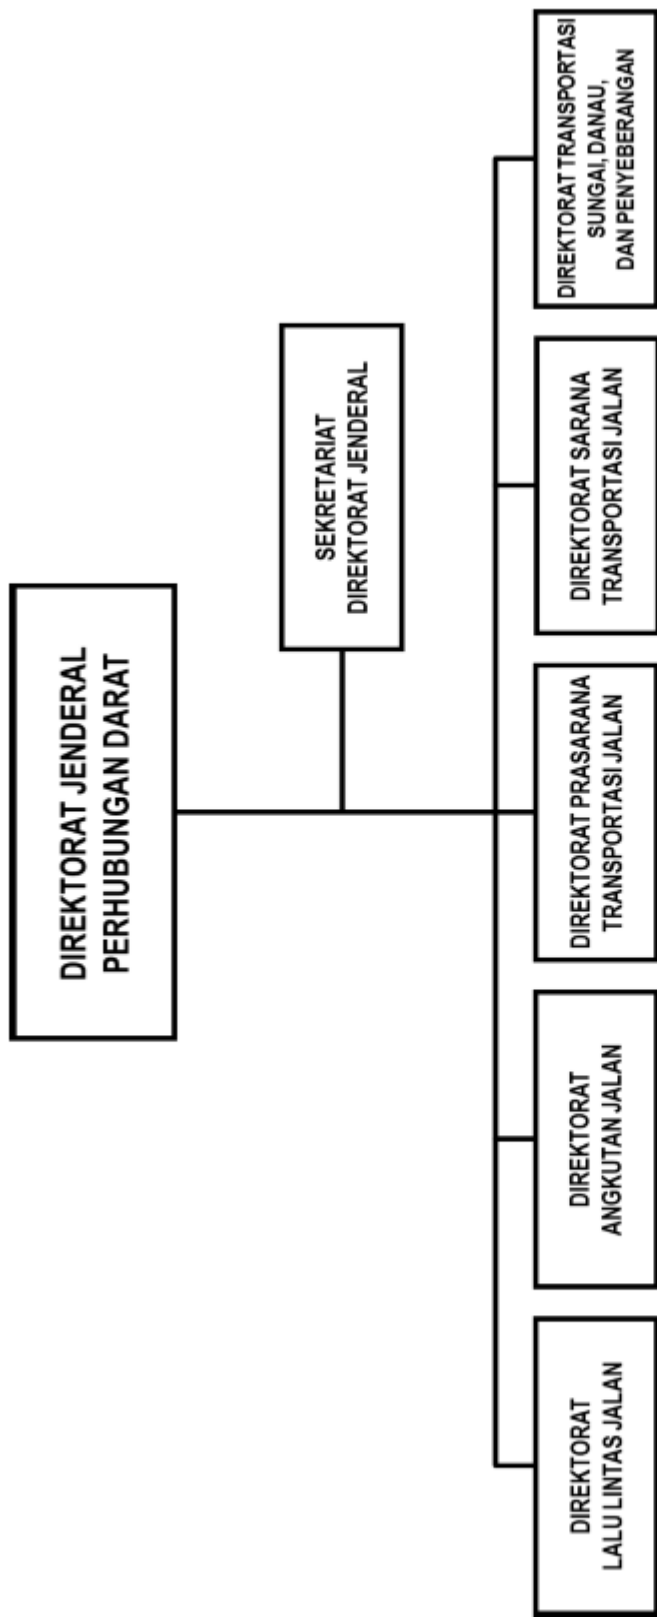 DIREKTORAT JENDERAL
PERHUBUNGAN DARAT
SEKRETARIAT
DIREKTORAT JENDERAL
DIREKTORAT
LALU LINTAS JALAN
DIREKTORAT
ANGKUTAN JALAN
DIREKTORAT PRASARANA
TRANSPORTASI JALAN
DIREKTORAT SARANA
TRANSPORTASI JALAN
DIREKTORAT TRANSPORTASI
SUNGAI, DANAU,
DAN PENYEBERANGAN